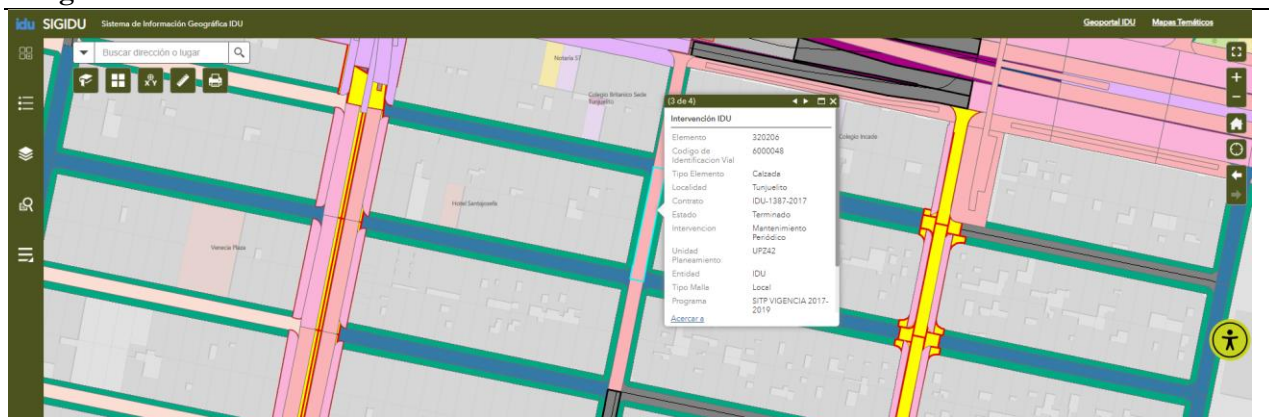 idu SIGIDU Sistema de Información Geográfica IDU
Geoportal IDU Mapas Temáticos
Buscar dirección o lugar
Notaria 57
Colegio Britanico Sede
Tunjuelito
Colegio Incade
Hotel Santajosella
Venecia Plaza
(3 de 4)
Intervención IDU
Elemento 320206
Codigo de Identificacion Vial 6000048
Tipo Elemento Calzada
Localidad Tunjuelito
Contrato IDU-1387-2017
Estado Terminado
Intervencion Mantenimiento
Periódico
Unidad Planeamiento UPZ42
Entidad IDU
Tipo Malla Local
Programa SITP VIGENCIA 2017-
2019
Acercar a